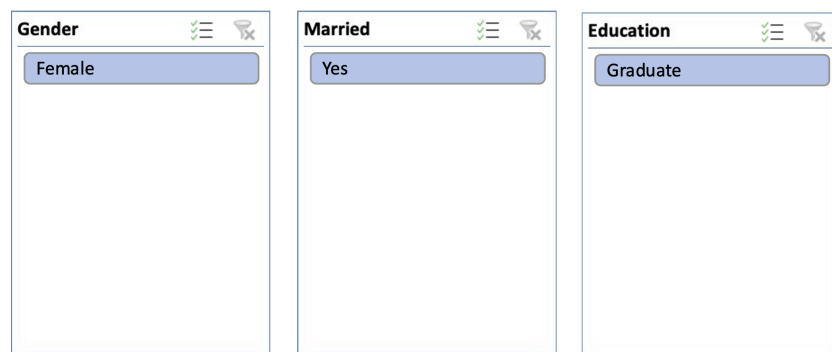 Gender
Female
Married
Yes
Education
Graduate